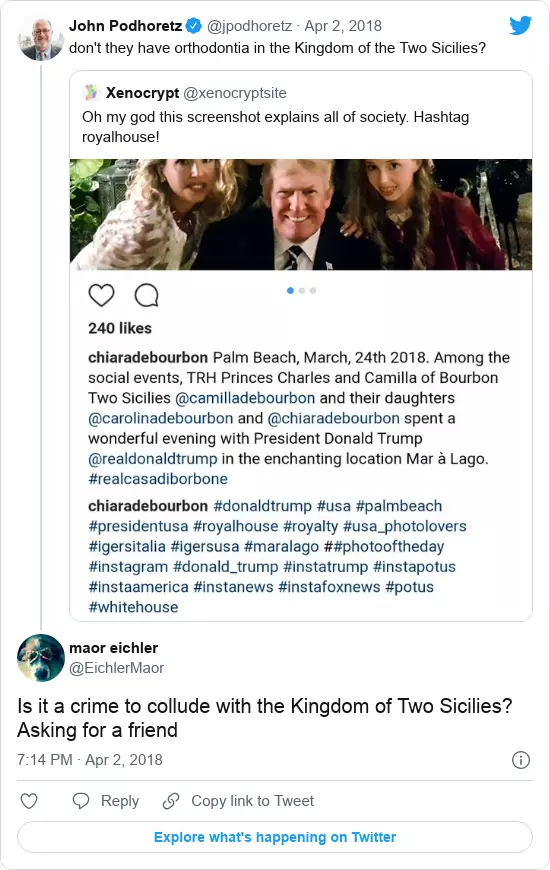 John Podhoretz @jpodhoretz · Apr 2, 2018
don't they have orthodontia in the Kingdom of the Two Sicilies?
Xenocrypt @xenocryptsite
Oh my god this screenshot explains all of society. Hashtag
royalhouse!
240 likes
chiaradebourbon Palm Beach, March, 24th 2018. Among the
social events, TRH Princes Charles and Camilla of Bourbon
Two Sicilies @camilladebourbon and their daughters
@carolinadebourbon and @chiaradebourbon spent a
wonderful evening with President Donald Trump
@realdonaldtrump in the enchanting location Mar à Lago.
#realcasadiborbone
chiaradebourbon #donaldtrump #usa #palmbeach
#presidentusa #royalhouse #royalty #usa_photolovers
#igersitalia #igersusa #maralago ##photooftheday
#instagram #donald_trump #instatrump #instapotus
#instaamerica #instanews #instafoxnews #potus
#whitehouse
maor eichler
@EichlerMaor
Is it a crime to collude with the Kingdom of Two Sicilies?
Asking for a friend
7:14 PM · Apr 2, 2018
Reply Copy link to Tweet
Explore what's happening on Twitter